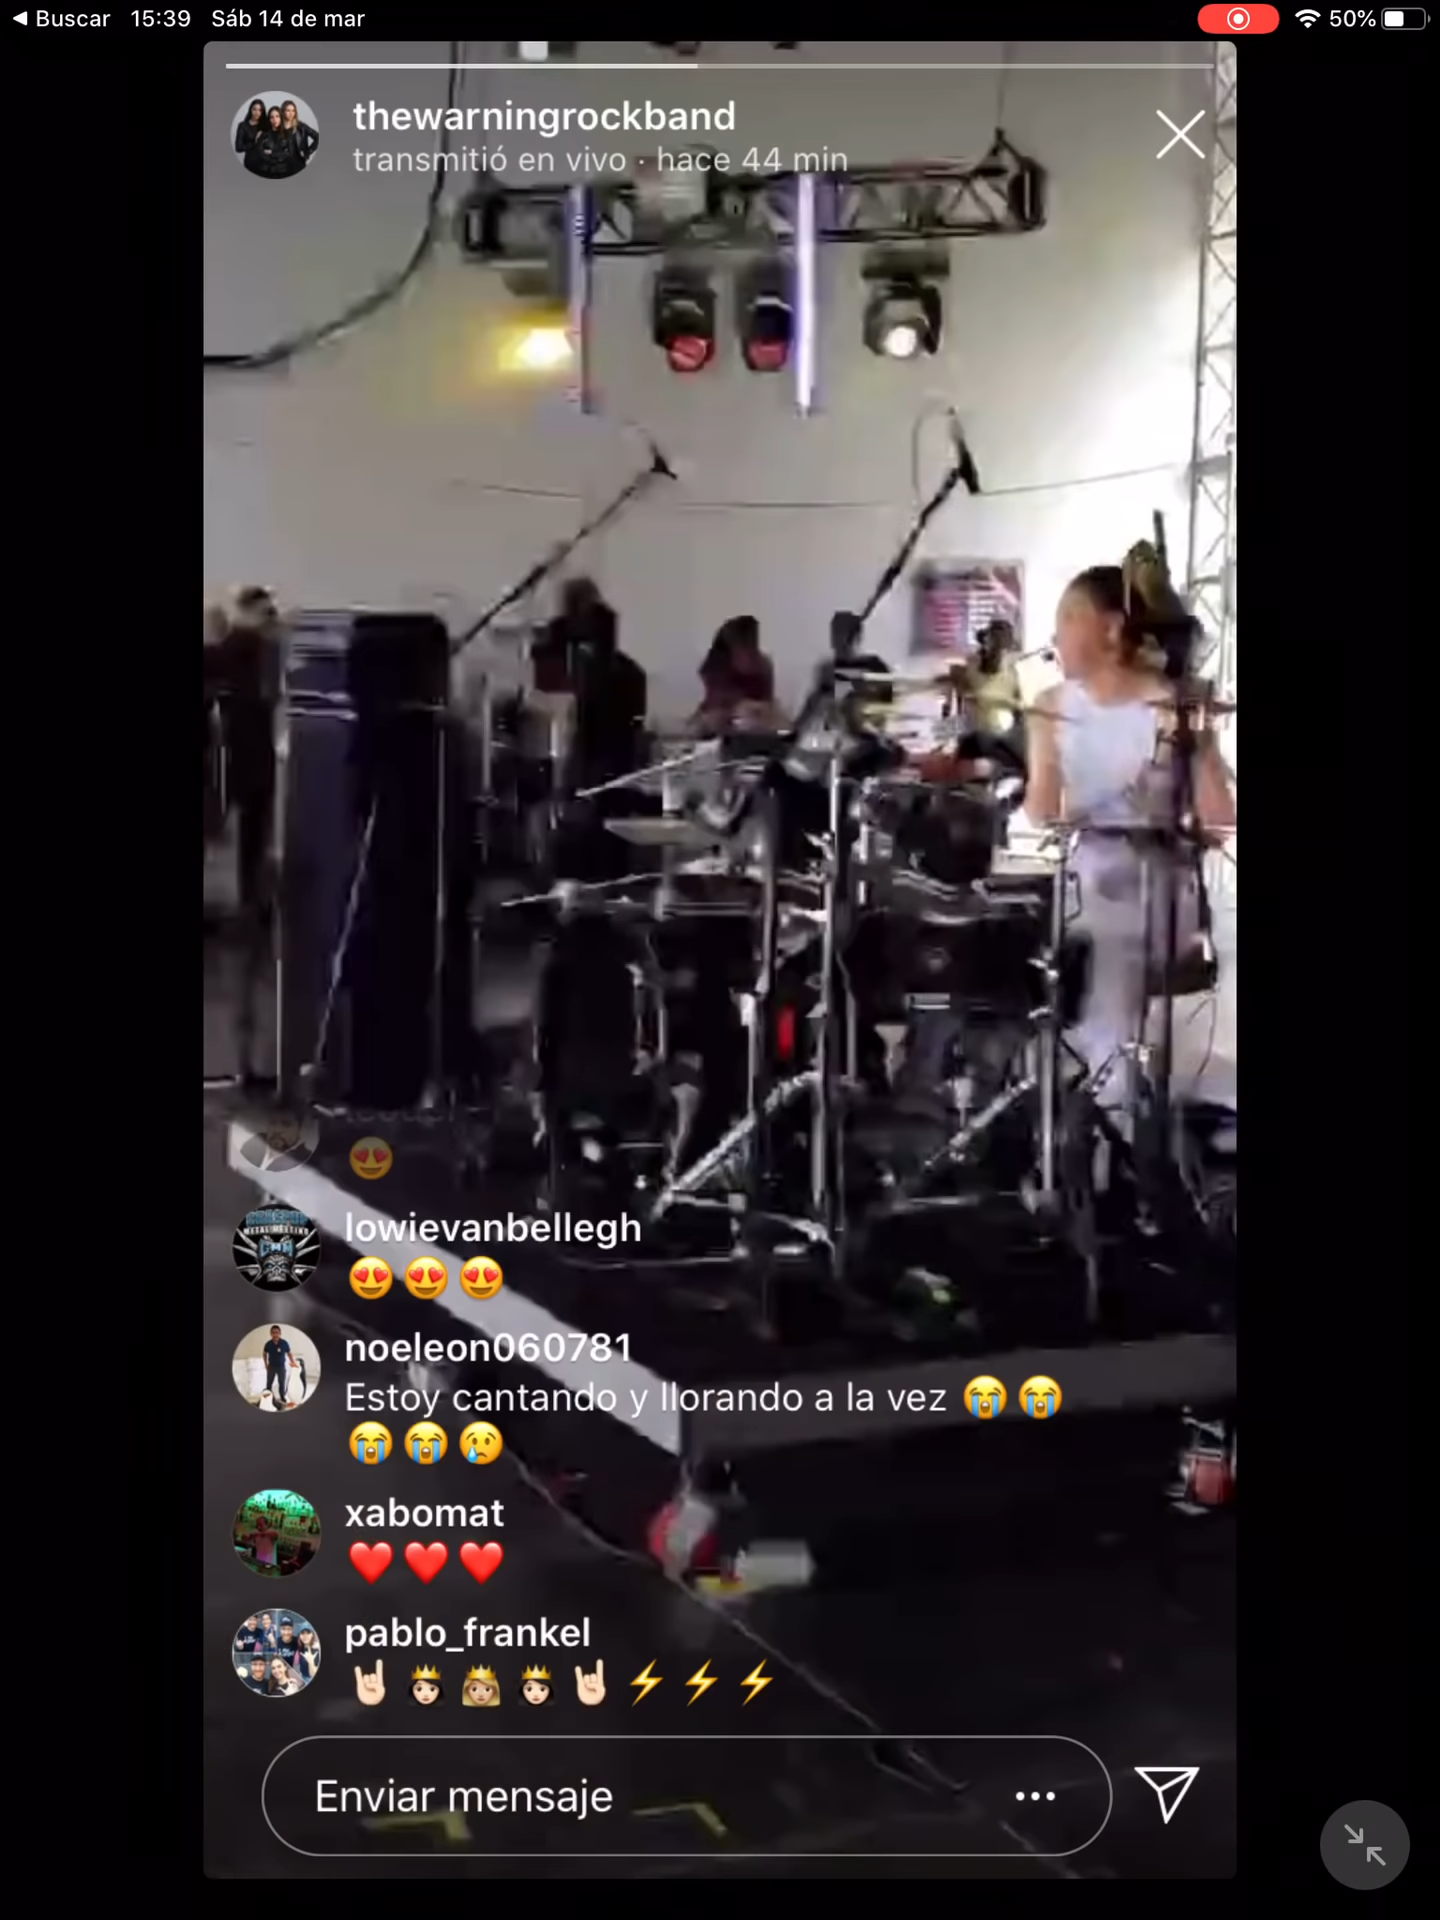 Buscar 15:39 Sáb 14 de mar 50%
thewarningrockband
transmitió en vivo · hace 44 min
lowievanbellegh
😍😍😍
noeleon060781
Estoy cantando y llorando a la vez 😭😭
😭😭😢
xabomat
❤️❤️❤️
pablo_frankel
🤘🏻👸🏻👸🏼👸🏻🤘🏻⚡⚡⚡
Enviar mensaje